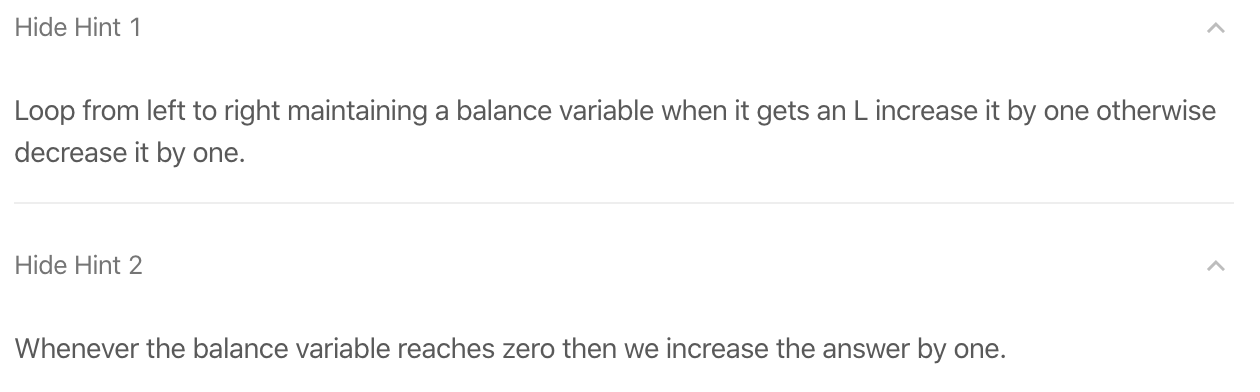 Hide Hint 1
Loop from left to right maintaining a balance variable when it gets an L increase it by one otherwise
decrease it by one.
Hide Hint 2
Whenever the balance variable reaches zero then we increase the answer by one.